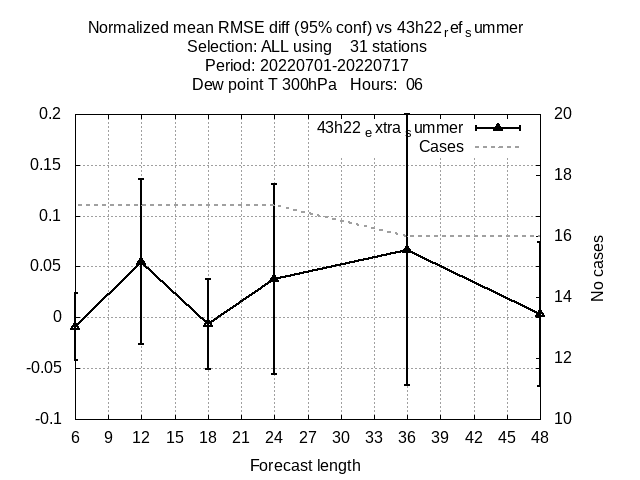 Normalized mean RMSE diff (95% conf) vs 43h22refsummer
Selection: ALL using 31 stations
Period: 20220701-20220717
Dew point T 300hPa Hours: 06
43h22extrasummer
Cases
0.2
0.15
0.1
0.05
0
-0.05
-0.1
20
18
16
14
12
10
No cases
6 9 12 15 18 21 24 27 30 33 36 39 42 45 48
Forecast length